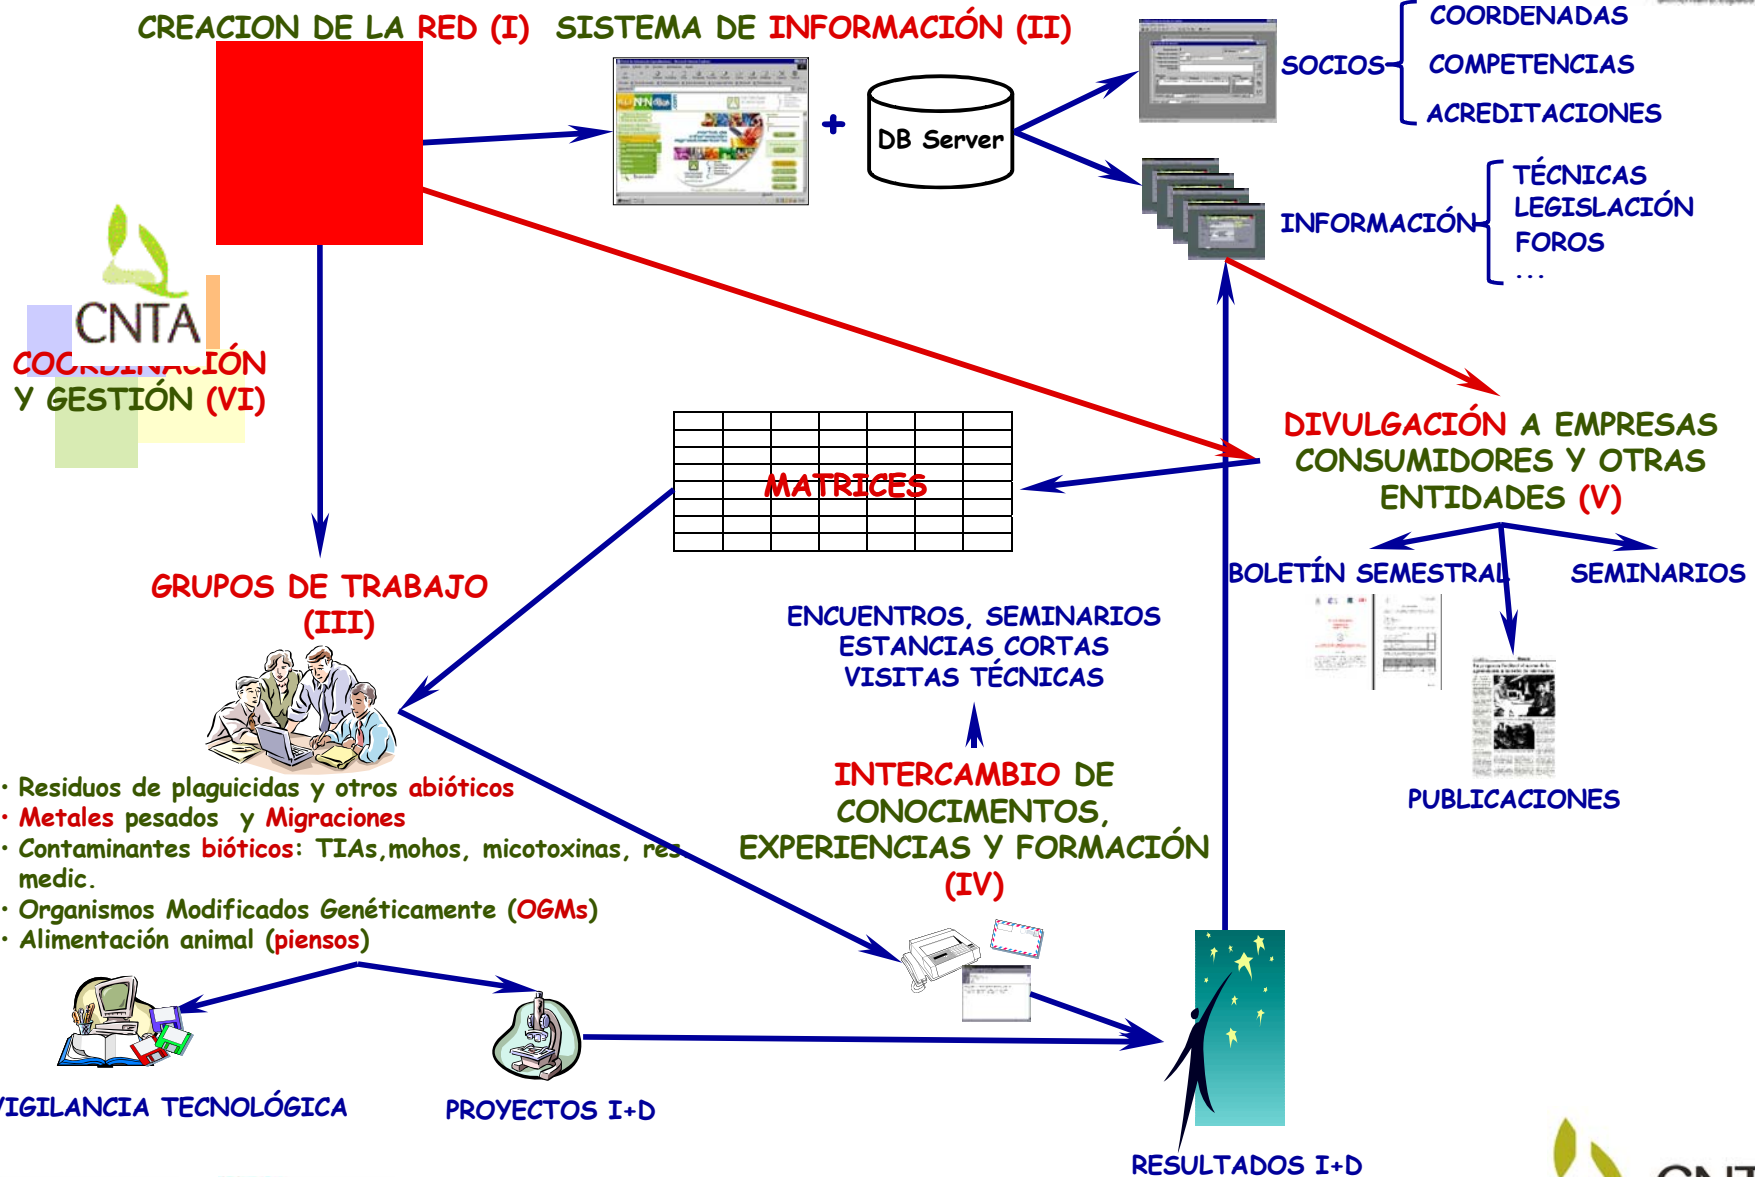 CREACION DE LA RED (I) SISTEMA DE INFORMACIÓN (II)
DB Server
+
SOCIOS
COORDENADAS
COMPETENCIAS
ACREDITACIONES
INFORMACIÓN
TÉCNICAS
LEGISLACIÓN
FOROS
...
CNTA
COORDINACIÓN
Y GESTIÓN (VI)
MATRICES
DIVULGACIÓN A EMPRESAS
CONSUMIDORES Y OTRAS
ENTIDADES (V)
BOLETÍN SEMESTRAL
SEMINARIOS
PUBLICACIONES
GRUPOS DE TRABAJO
(III)
ENCUENTROS, SEMINARIOS
ESTANCIAS CORTAS
VISITAS TÉCNICAS
INTERCAMBIO DE
CONOCIMENTOS,
EXPERIENCIAS Y FORMACIÓN
(IV)
· Residuos de plaguicidas y otros abióticos
· Metales pesados y Migraciones
· Contaminantes bióticos: TIAs,mohos, micotoxinas, res
medic.
· Organismos Modificados Genéticamente (OGMs)
· Alimentación animal (piensos)
VIGILANCIA TECNOLÓGICA
PROYECTOS I+D
RESULTADOS I+D